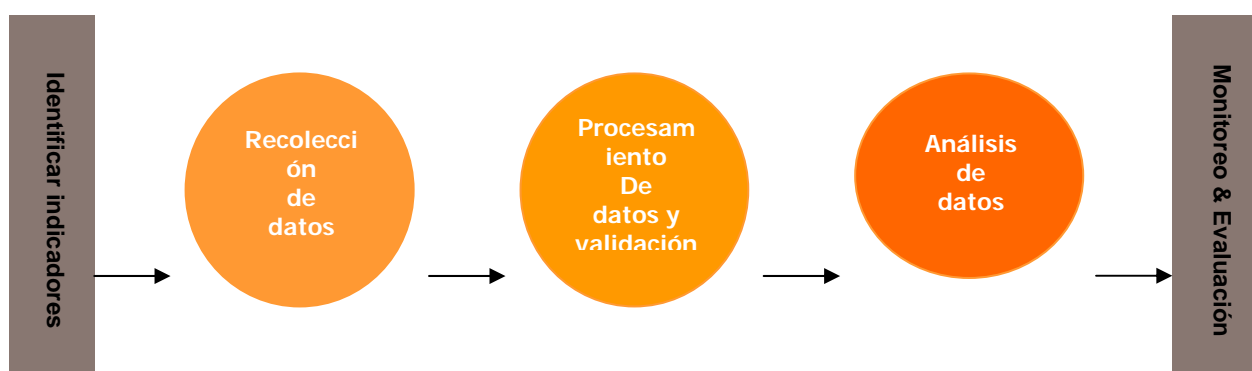 Identificar indicadores
Recolecci
ón
de
datos
Procesam
iento
De
datos y
validación
Análisis
de
datos
Monitoreo & Evaluación